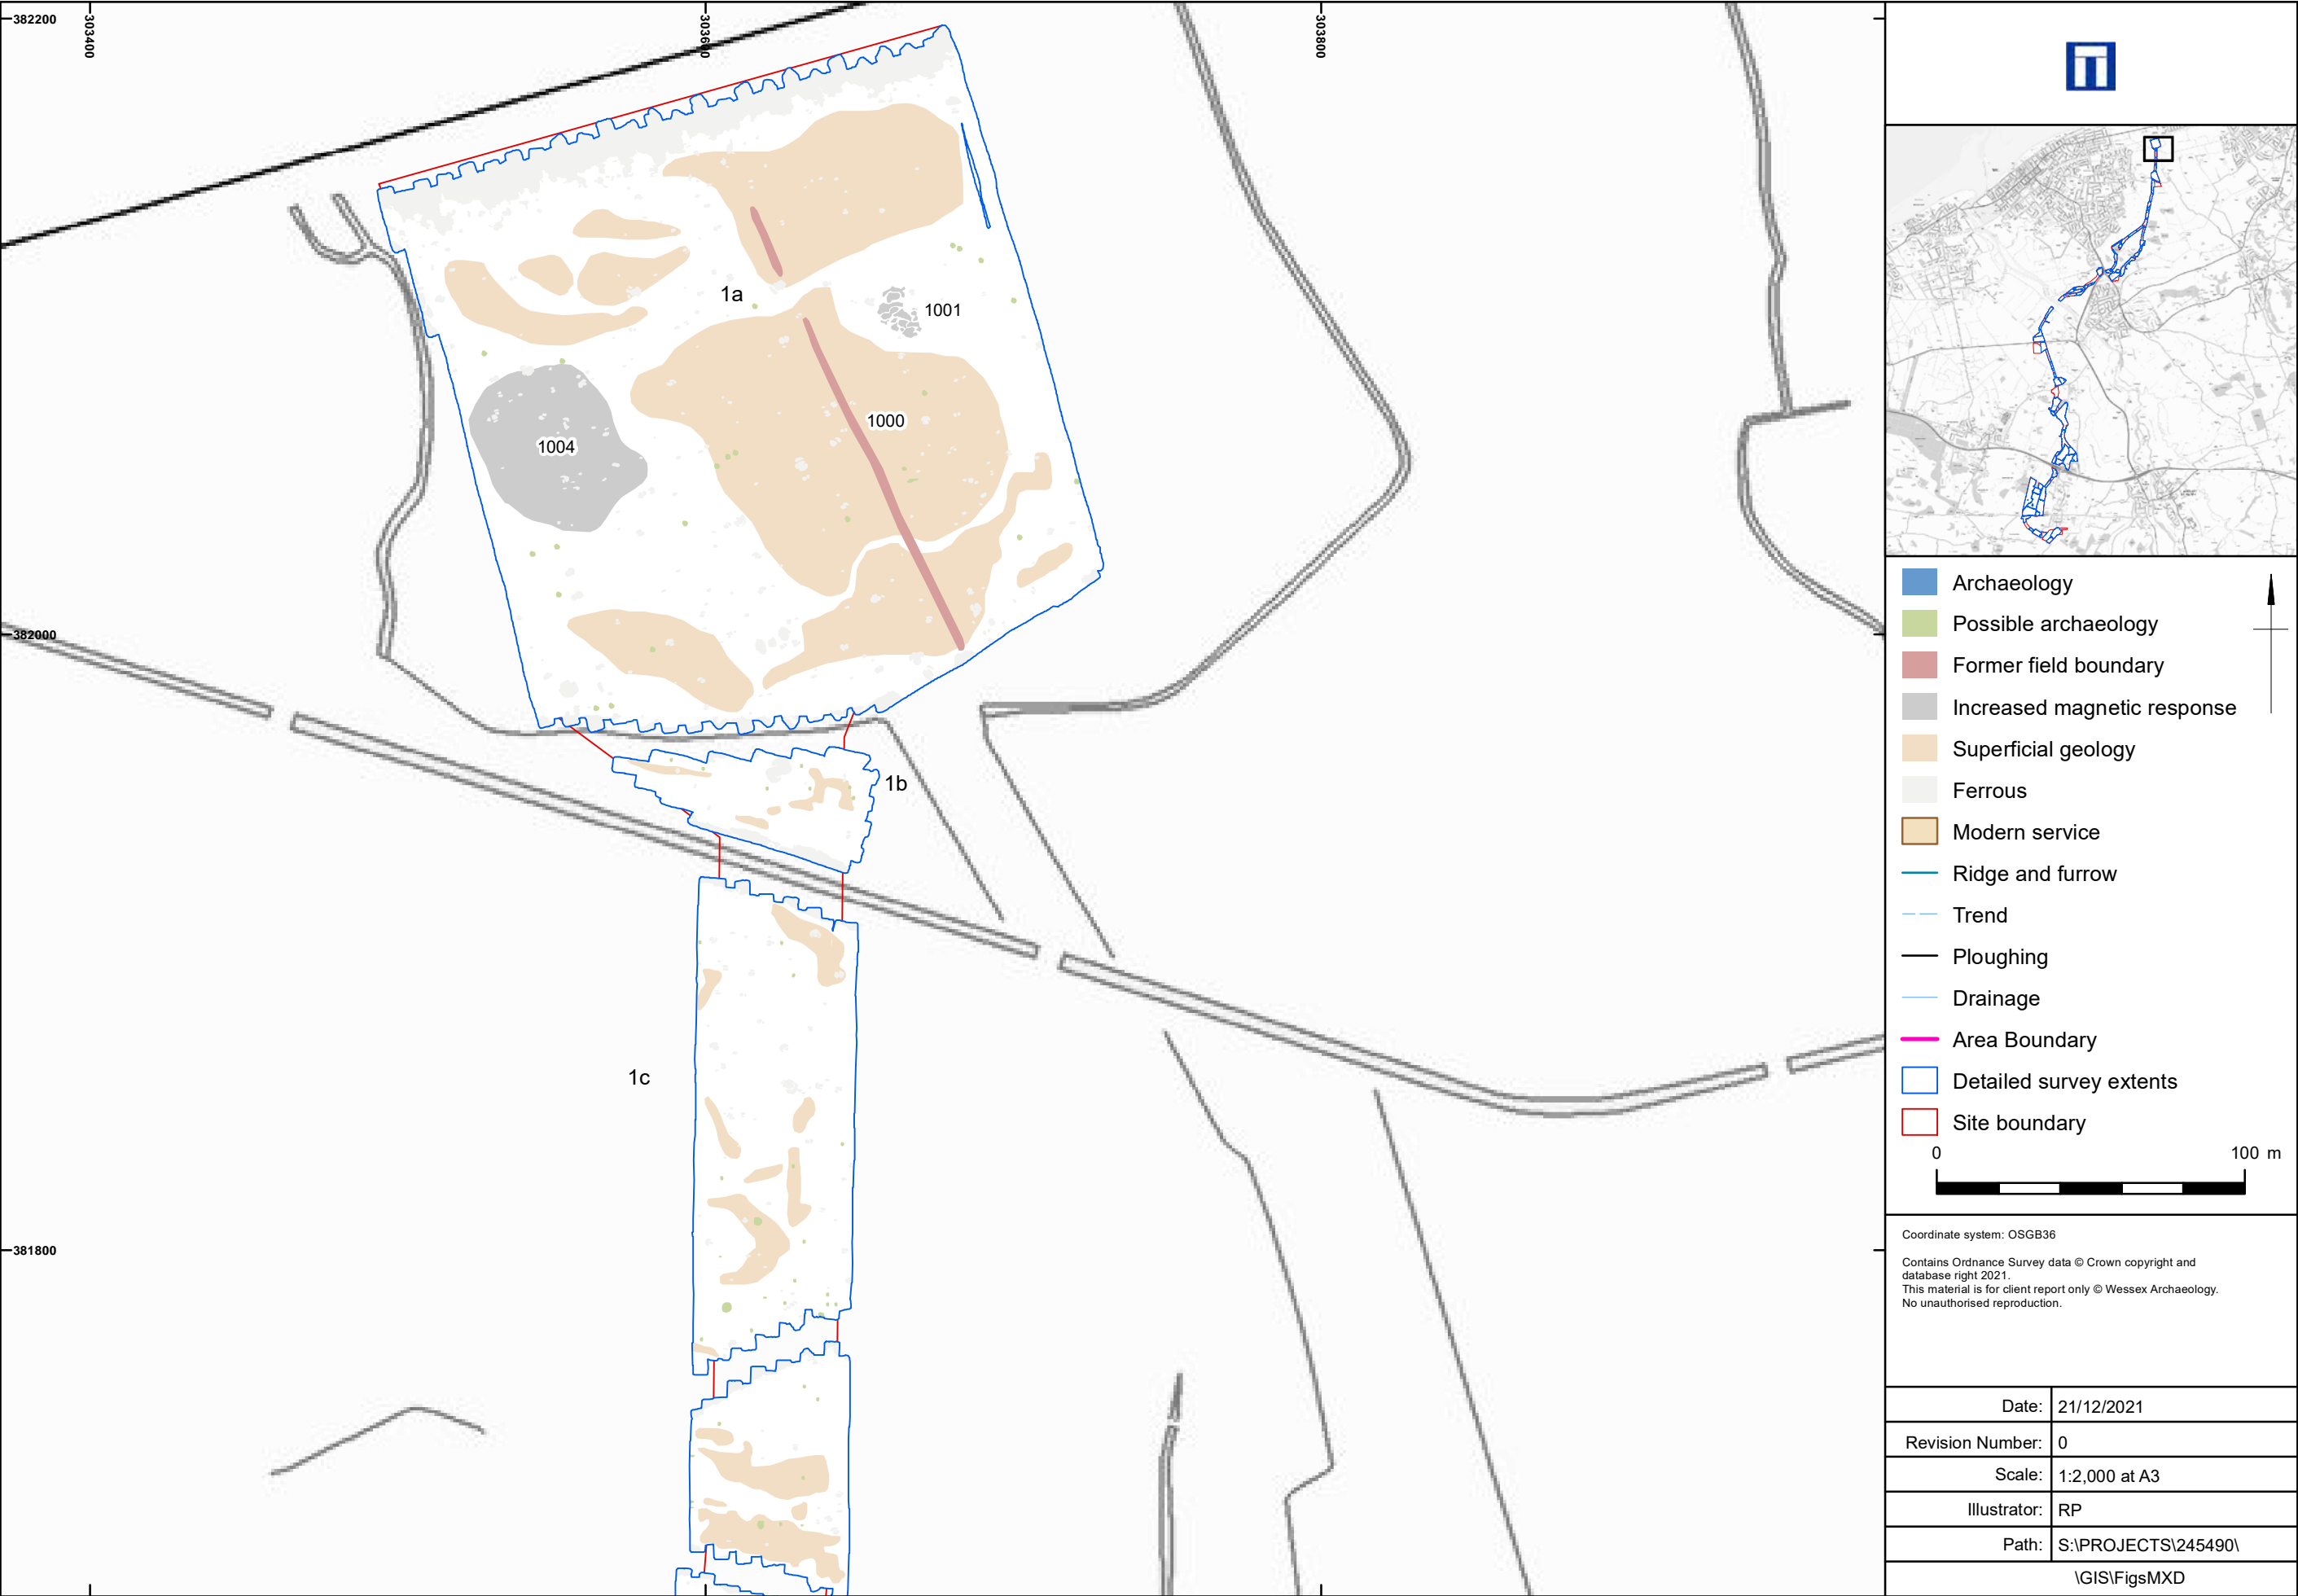 382200
303400
303600
303800
1a
1001
1000
1004
382000
1b
1c
381800
Archaeology
Possible archaeology
Former field boundary
Increased magnetic response
Superficial geology
Ferrous
Modern service
Ridge and furrow
Trend
Ploughing
Drainage
Area Boundary
Detailed survey extents
Site boundary
0 100 m
Coordinate system: OSGB36
Contains Ordnance Survey data © Crown copyright and
database right 2021.
This material is for client report only © Wessex Archaeology.
No unauthorised reproduction.
Date: 21/12/2021
Revision Number: 0
Scale: 1:2,000 at A3
Illustrator: RP
Path: S:\PROJECTS\245490\
\GIS\FigsMXD